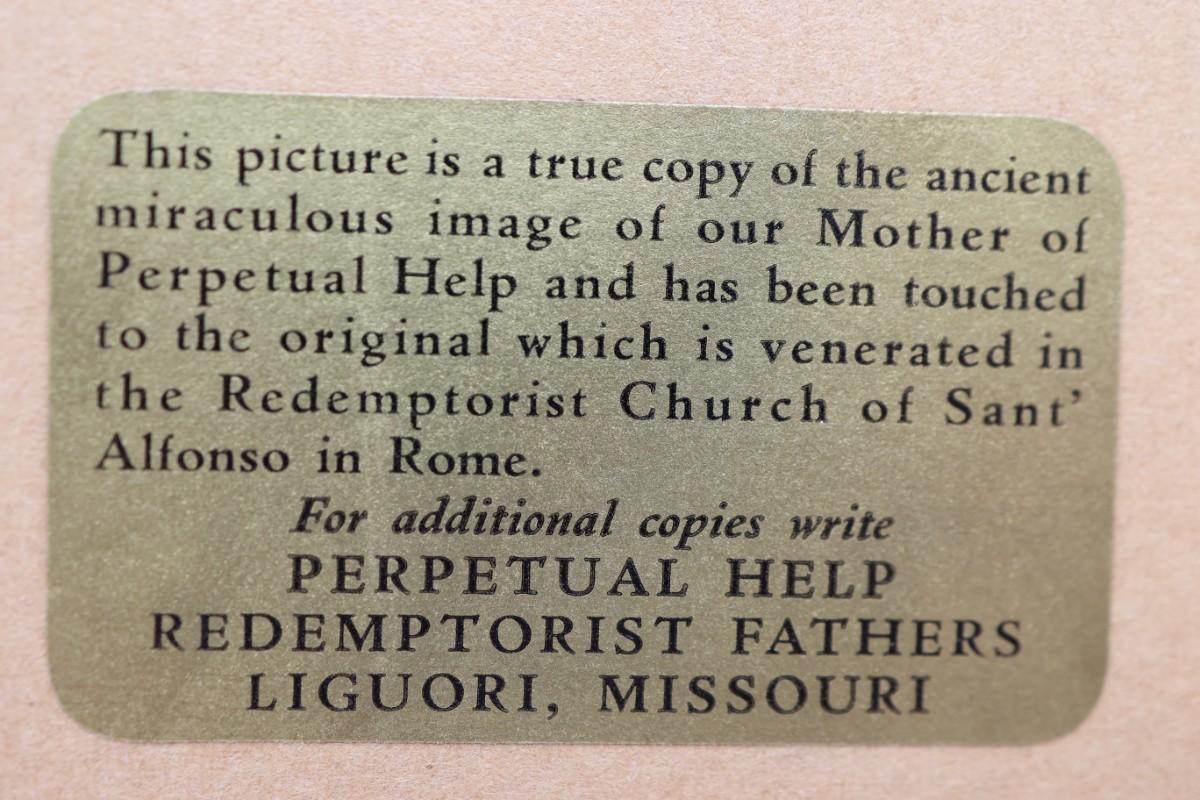 This picture is a true copy of the ancient
miraculous image of our Mother of
Perpetual Help and has been touched
to the original which is venerated in
the Redemptorist Church of Sant’
Alfonso in Rome.
For additional copies write
PERPETUAL HELP
REDEMPTORIST FATHERS
LIGUORI, MISSOURI